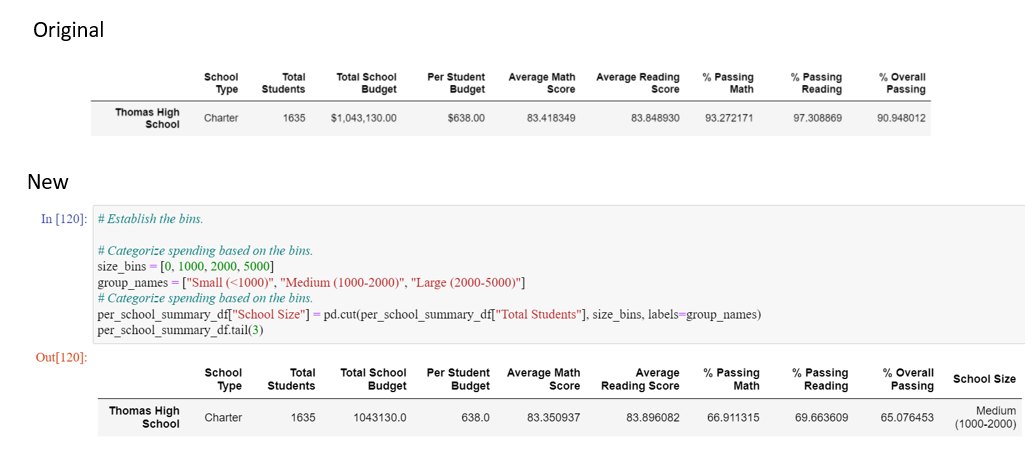 Original
School Type Total Students Total School Budget Per Student Budget Average Math Score Average Reading Score % Passing Math % Passing Reading % Overall Passing
Thomas High School Charter 1635 $1,043,130.00 $638.00 83.418349 83.848930 93.272171 97.308869 90.948012
New
In [120]: # Establish the bins.
# Categorize spending based on the bins.
size_bins = [0, 1000, 2000, 5000]
group_names = ["Small (<1000)", "Medium (1000-2000)", "Large (2000-5000)"]
# Categorize spending based on the bins.
per_school_summary_df["School Size"] = pd.cut(per_school_summary_df["Total Students"], size_bins, labels=group_names)
per_school_summary_df.tail(3)
Out[120]:
School Type Total Students Total School Budget Per Student Budget Average Math Score Average Reading Score % Passing Math % Passing Reading % Overall Passing School Size
Thomas High School Charter 1635 1043130.0 638.0 83.350937 83.896082 66.911315 69.663609 65.076453 Medium (1000-2000)